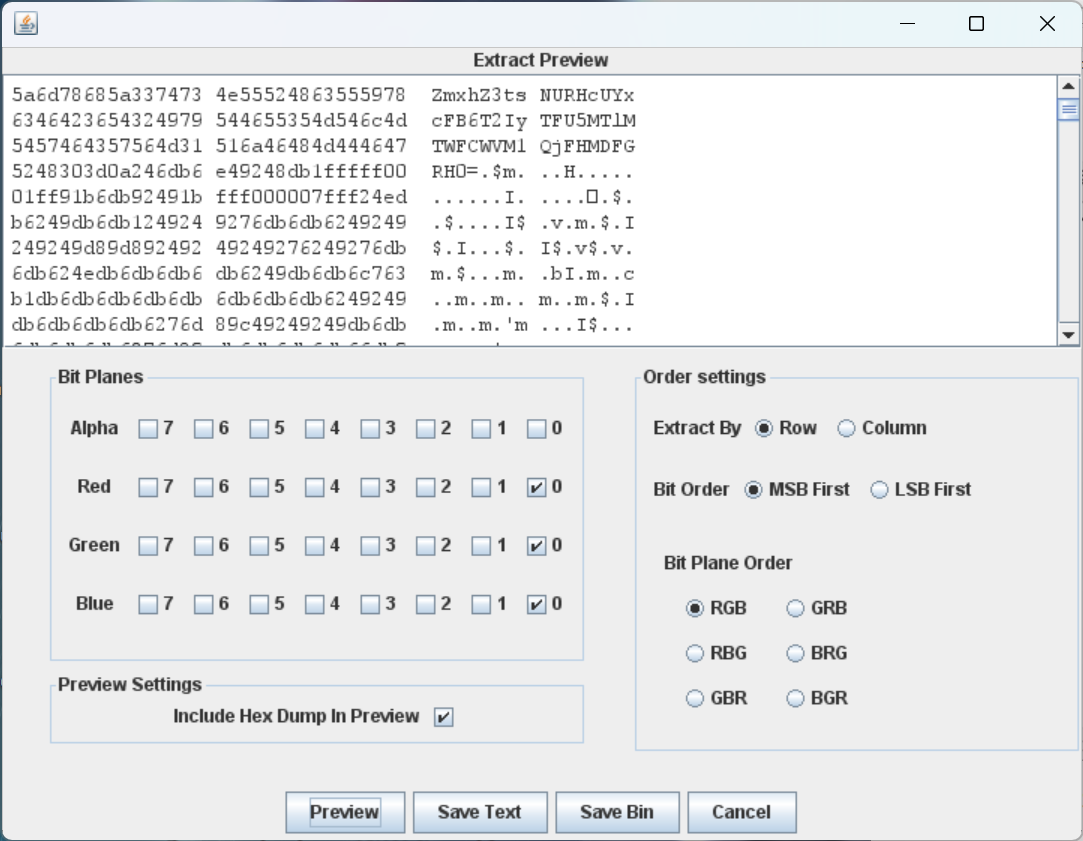 Extract Preview
5a6d78685a337473 4e55524863555978 ZmxhZ3ts NURHcUYx
6346423654324979 544655354d546c4d cFB6T2Iy TFU5MTlM
5457464357564d31 516a46484d444647 TWFCWVM1 QjFHMDFG
5248303d0a246db6 e49248db1fffff00 RH0=.$m. ..H.....
01ff91b6db92491b fff000007fff24ed ......I. ....□.$.
b6249db6db124924 9276db6db6249249 .$....I$ .v.m.$.I
249249d89d892492 49249276249276db $.I...$. I$.v$.v.
6db624edb6db6db6 db6249db6db6c763 m.$...m. .bI.m..c
b1db6db6db6db6db 6db6db6db6249249 ..m..m.. m..m.$.I
db6db6db6db6276d 89c49249249db6db .m..m.'m ...I$...
Bit Planes
Alpha 7 6 5 4 3 2 1 0
Red 7 6 5 4 3 2 1 0
Green 7 6 5 4 3 2 1 0
Blue 7 6 5 4 3 2 1 0
Preview Settings
Include Hex Dump In Preview
Order settings
Extract By Row Column
Bit Order MSB First LSB First
Bit Plane Order
RGB GRB
RBG BRG
GBR BGR
Preview Save Text Save Bin Cancel